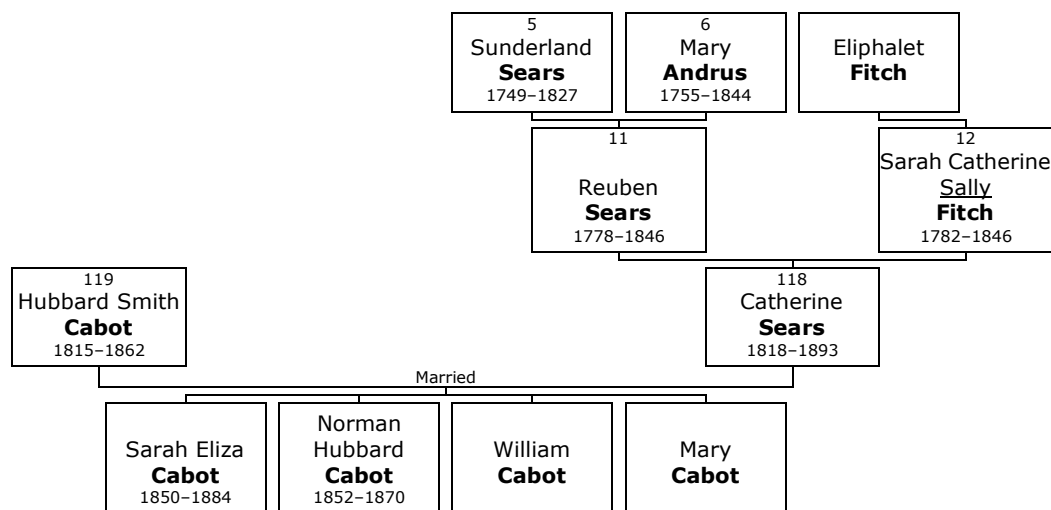 5
Sunderland
Sears
1749–1827
6
Mary
Andrus
1755–1844
Eliphalet
Fitch
11
Reuben
Sears
1778–1846
12
Sarah Catherine
Sally
Fitch
1782–1846
119
Hubbard Smith
Cabot
1815–1862
118
Catherine
Sears
1818–1893
Married
Sarah Eliza
Cabot
1850–1884
Norman
Hubbard
Cabot
1852–1870
William
Cabot
Mary
Cabot